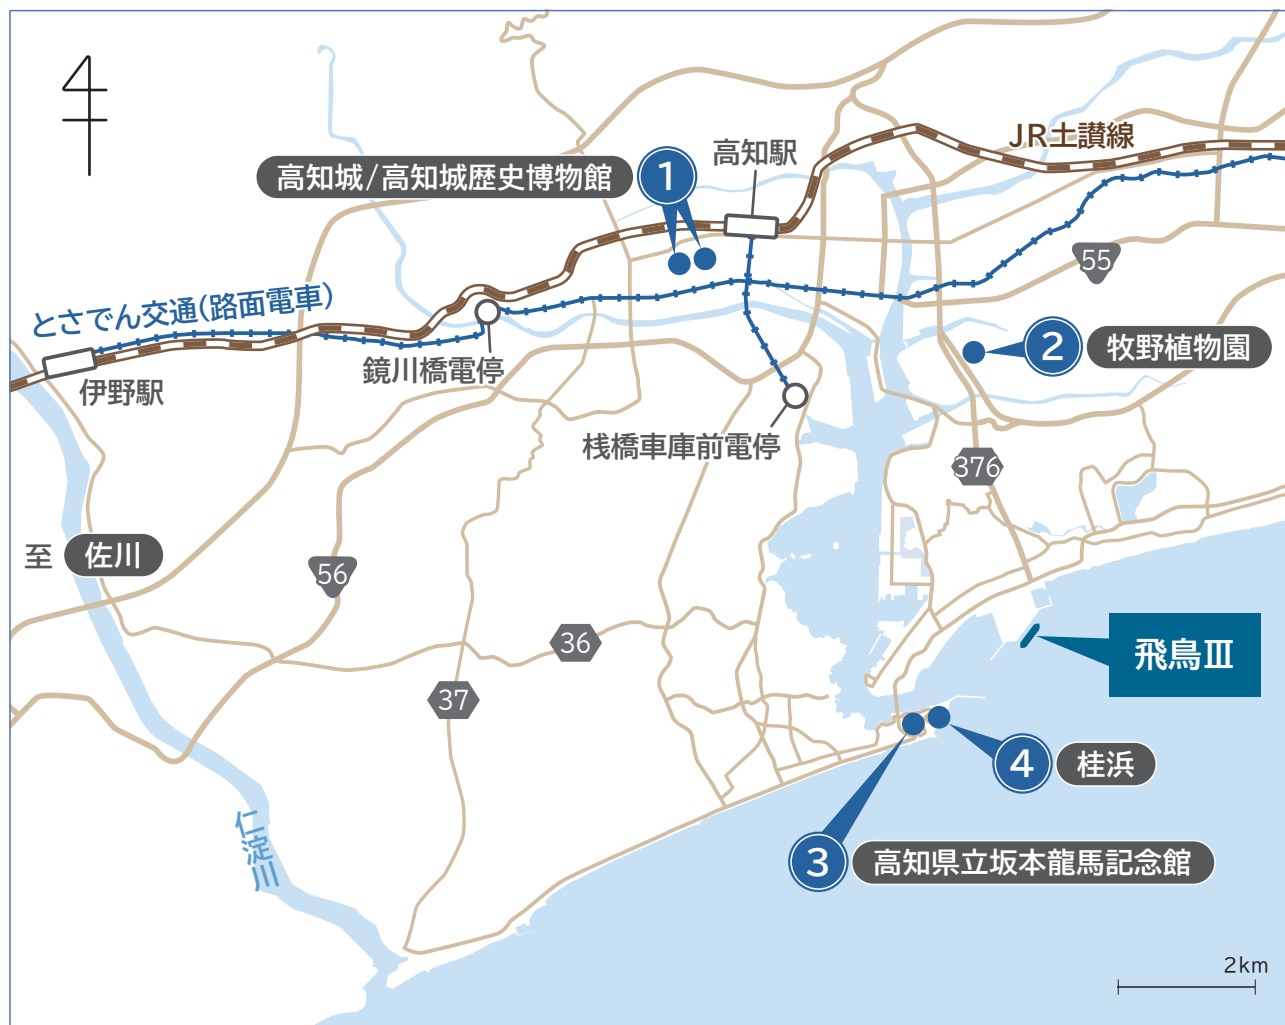 JR土讃線
高知駅
高知城/高知城歴史博物館
1
55
とさでん交通(路面電車)
2
牧野植物園
鏡川橋電停
伊野駅
桟橋車庫前電停
376
至 佐川
56
36
飛鳥Ⅲ
37
4
桂浜
仁淀川
3
高知県立坂本龍馬記念館
2km